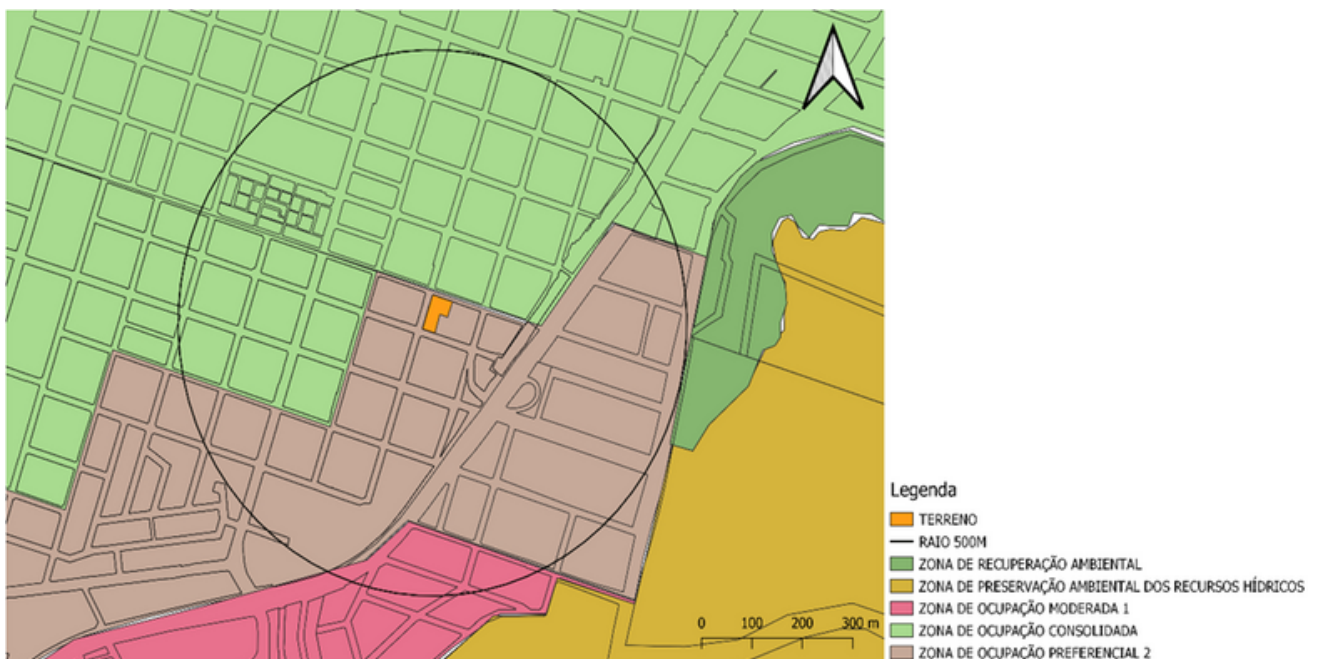 Legenda
TERRENO
RAIO 500M
ZONA DE RECUPERAÇÃO AMBIENTAL
ZONA DE PRESERVAÇÃO AMBIENTAL DOS RECURSOS HÍDRICOS
ZONA DE OCUPAÇÃO MODERADA 1
0 100 200 300 m
ZONA DE OCUPAÇÃO CONSOLIDADA
ZONA DE OCUPAÇÃO PREFERENCIAL 2